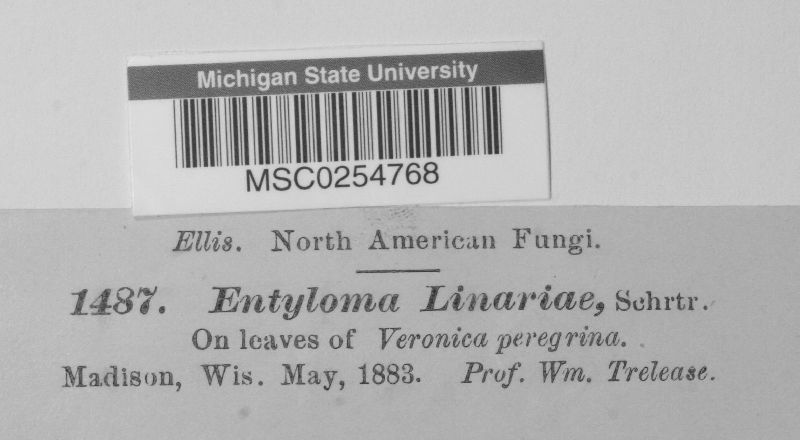 Michigan State University
MSC0254768
Ellis. North American Fungi.
1487. Entyloma Linariae, Schrtr.
On leaves of Veronica peregrina.
Madison, Wis. May, 1883. Prof. Wm. Trelease.